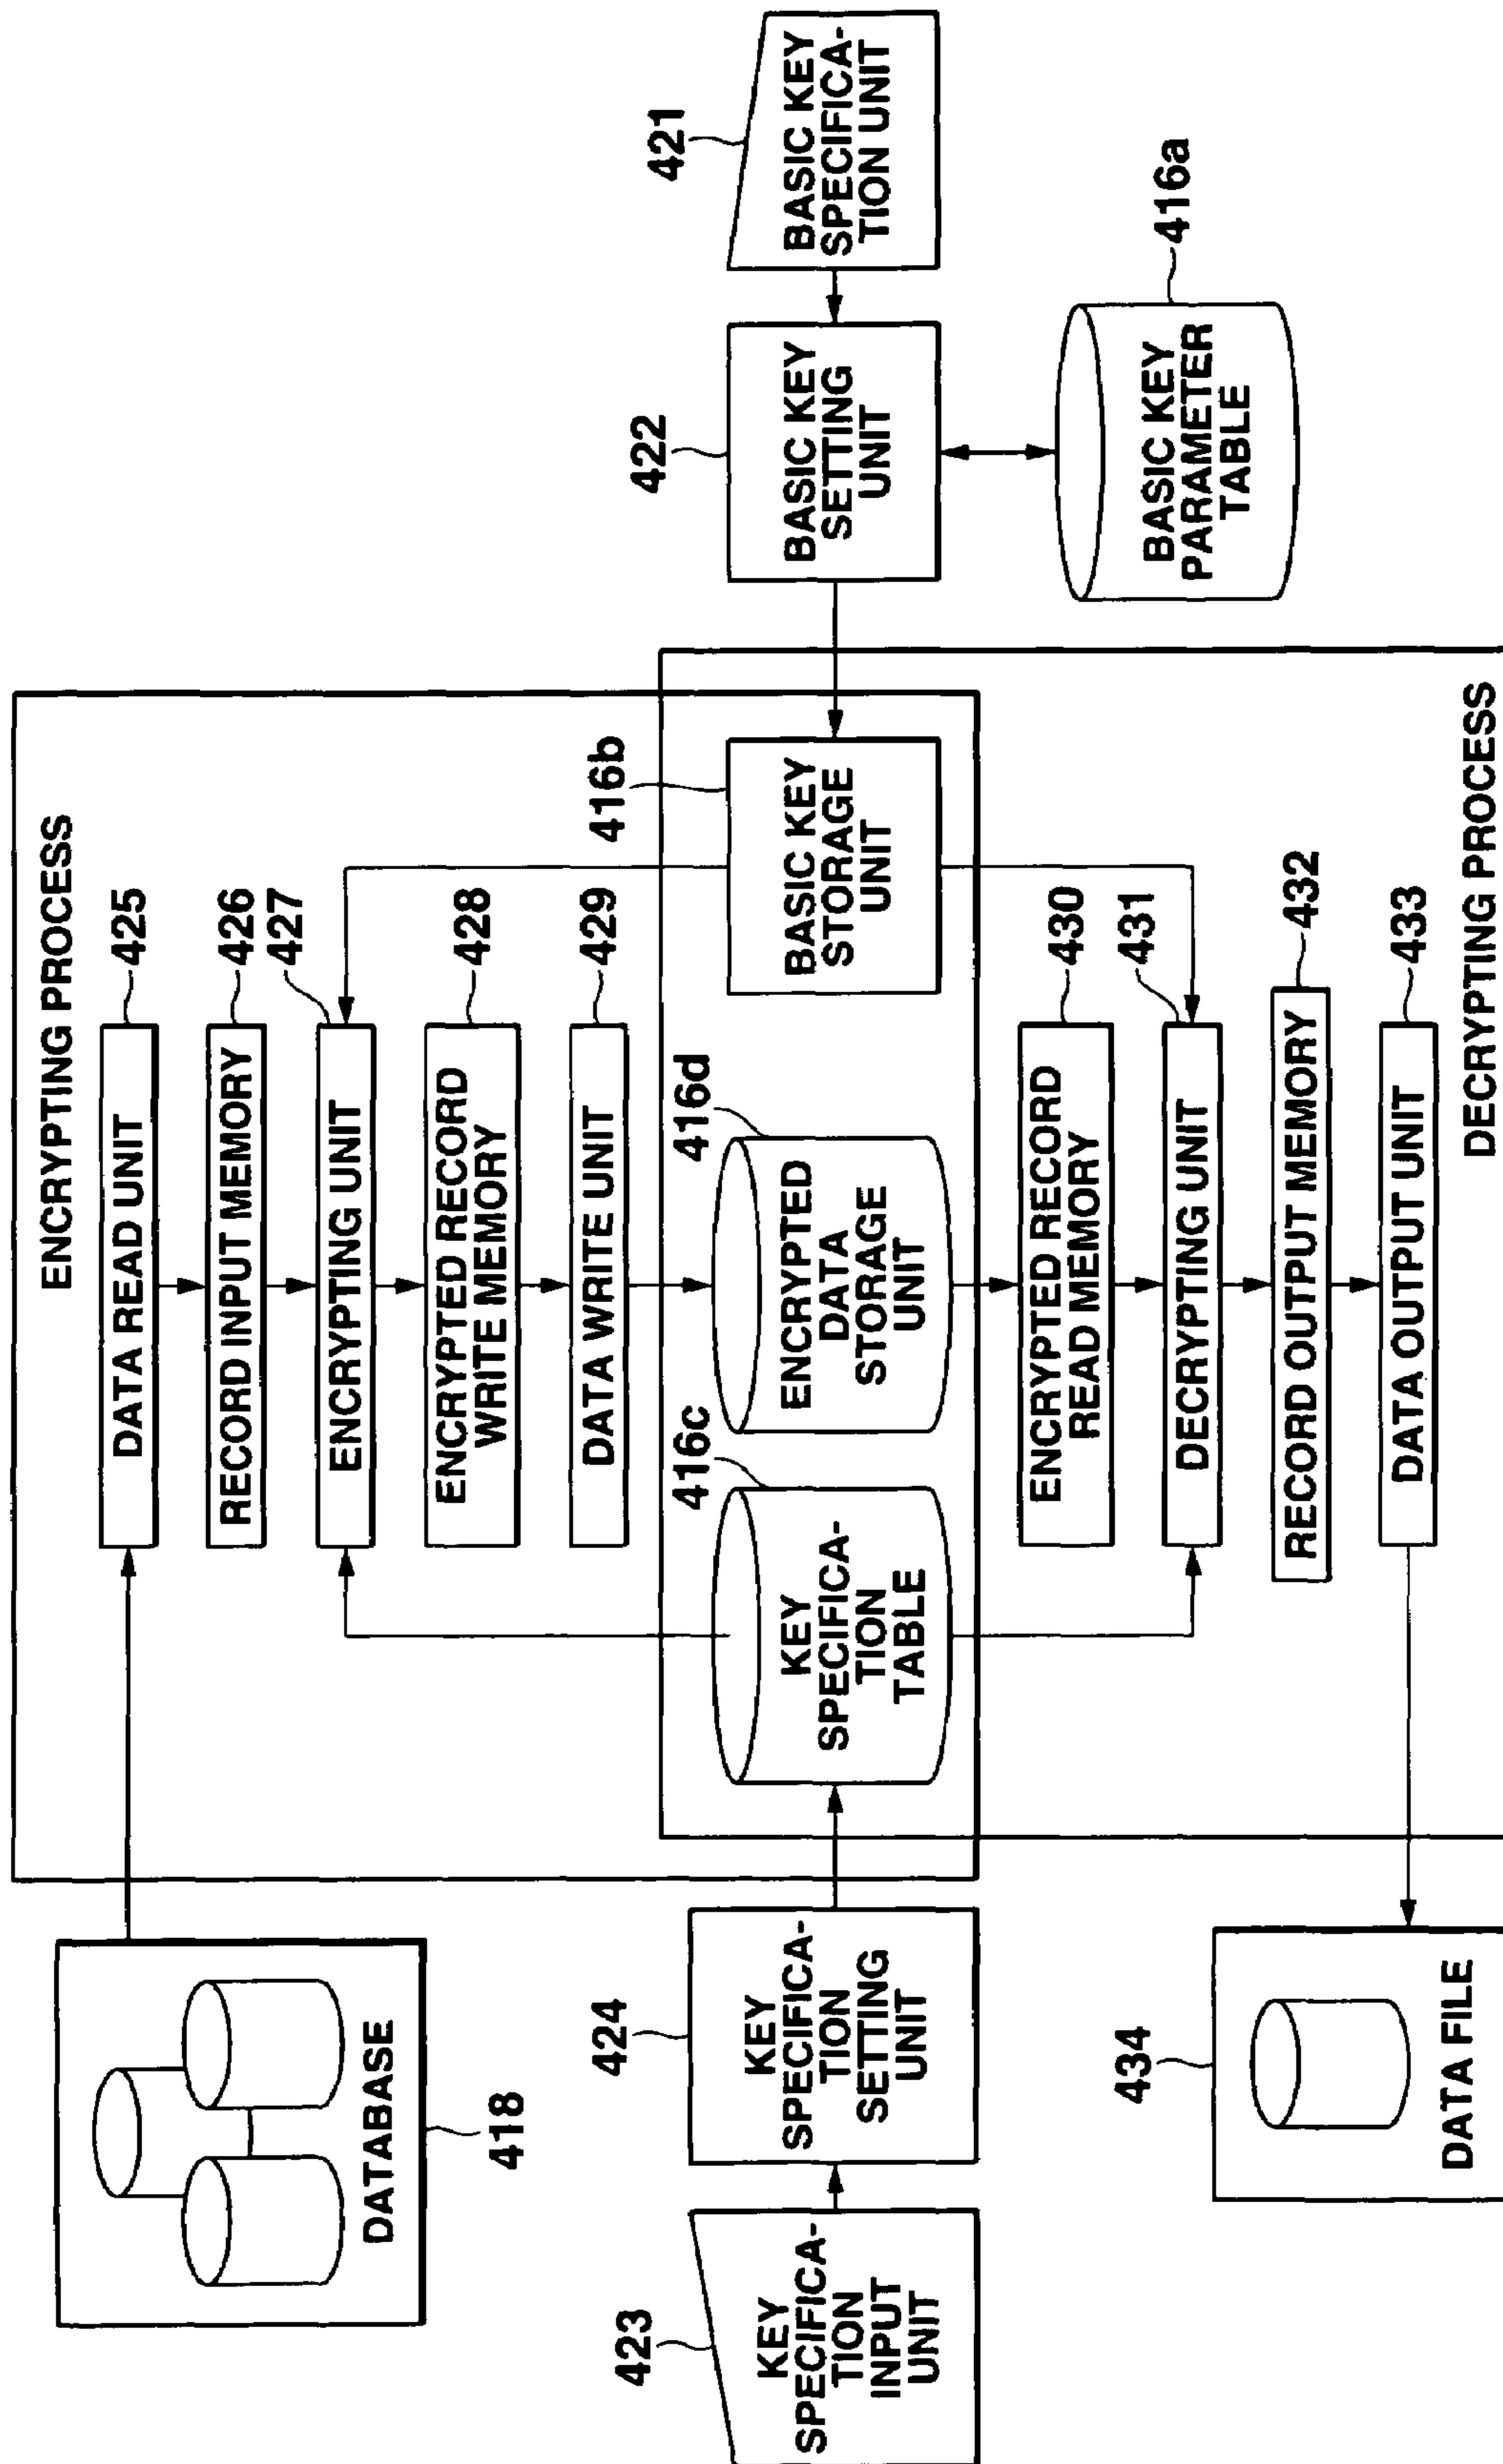 ENCRYPTING PROCESS
DATABASE
418
DATA READ UNIT
425
RECORD INPUT MEMORY
426
ENCRYPTING UNIT
427
ENCRYPTED RECORD
WRITE MEMORY
428
DATA WRITE UNIT
429
423
KEY
SPECIFICA-
TION
INPUT
UNIT
424
KEY
SPECIFICA-
TION
SETTING
UNIT
416c
KEY
SPECIFICA-
TION
TABLE
416d
ENCRYPTED
DATA
STORAGE
UNIT
416b
BASIC KEY
STORAGE
UNIT
422
BASIC KEY
SETTING
UNIT
421
BASIC KEY
SPECIFICA-
TION UNIT
416a
BASIC KEY
PARAMETER
TABLE
ENCRYPTED RECORD
READ MEMORY
430
DECRYPTING UNIT
431
RECORD OUTPUT MEMORY
432
DATA OUTPUT UNIT
433
434
DATA FILE
DECRYPTING PROCESS